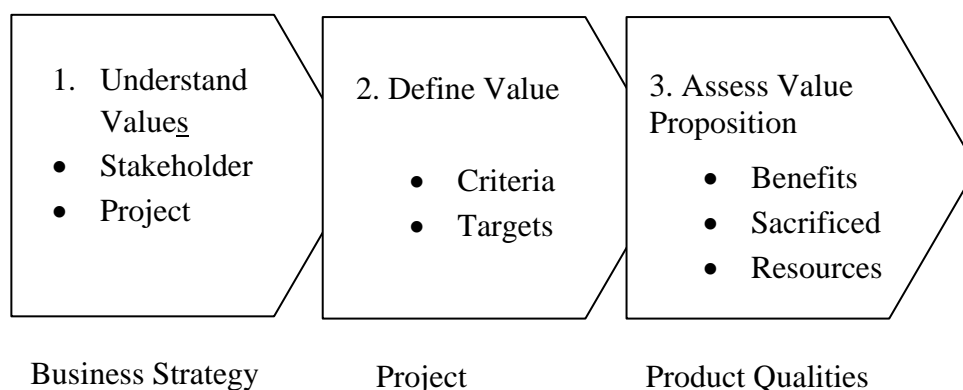 1. Understand
Values
• Stakeholder
• Project
2. Define Value
• Criteria
• Targets
3. Assess Value
Proposition
• Benefits
• Sacrificed
• Resources
Business Strategy
Project
Product Qualities